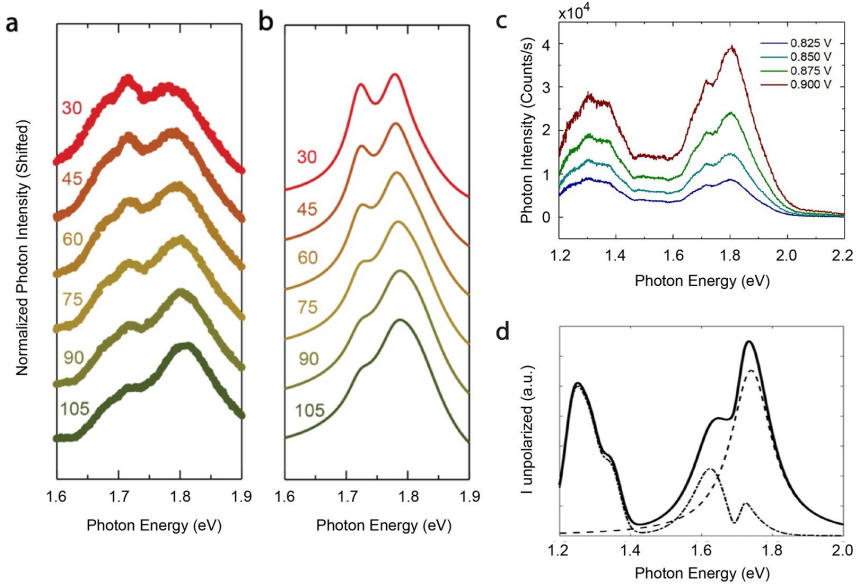 a
Normalized Photon Intensity (Shifted)
30
45
60
75
90
105
1.6 1.7 1.8 1.9
Photon Energy (eV)
b
30
45
60
75
90
105
1.6 1.7 1.8 1.9
Photon Energy (eV)
c
x10⁴
Photon Intensity (Counts/s)
4
3
2
1
0
0.825 V
0.850 V
0.875 V
0.900 V
1.2 1.4 1.6 1.8 2.0 2.2
Photon Energy (eV)
d
I unpolarized (a.u.)
1.2 1.4 1.6 1.8 2.0
Photon Energy (eV)